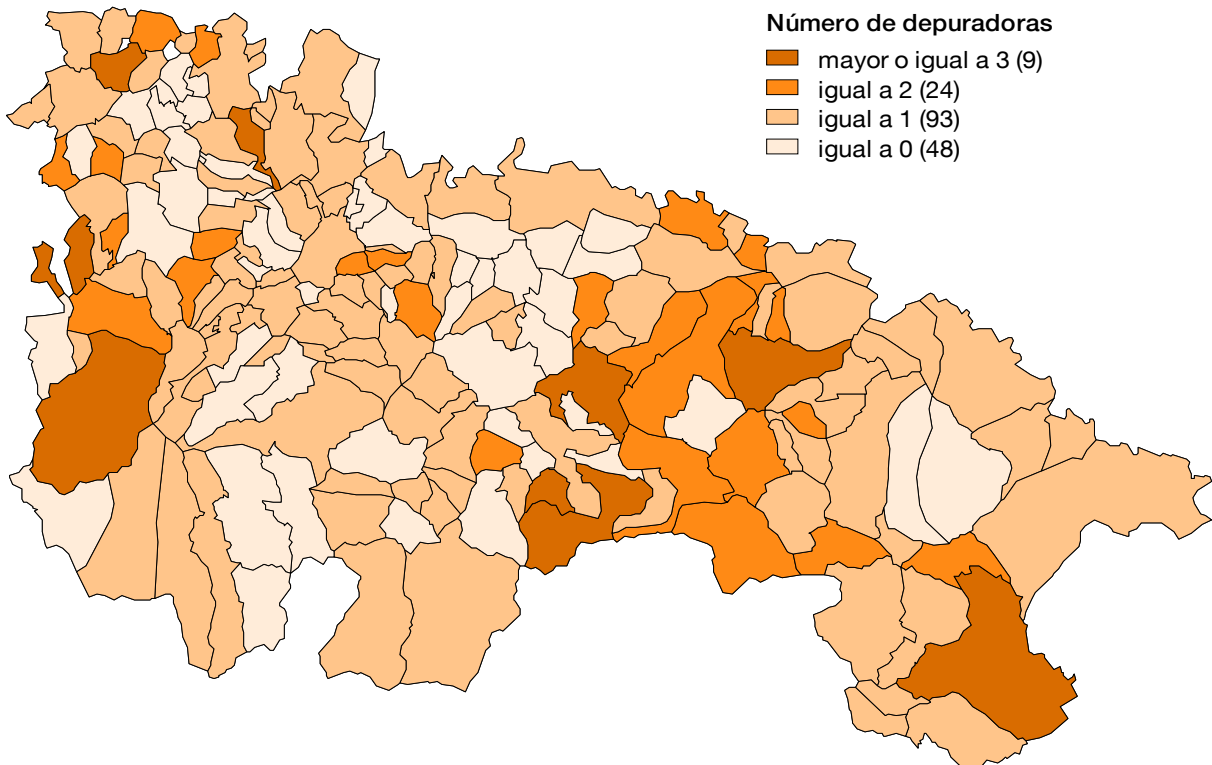 Número de depuradoras
mayor o igual a 3 (9)
igual a 2 (24)
igual a 1 (93)
igual a 0 (48)